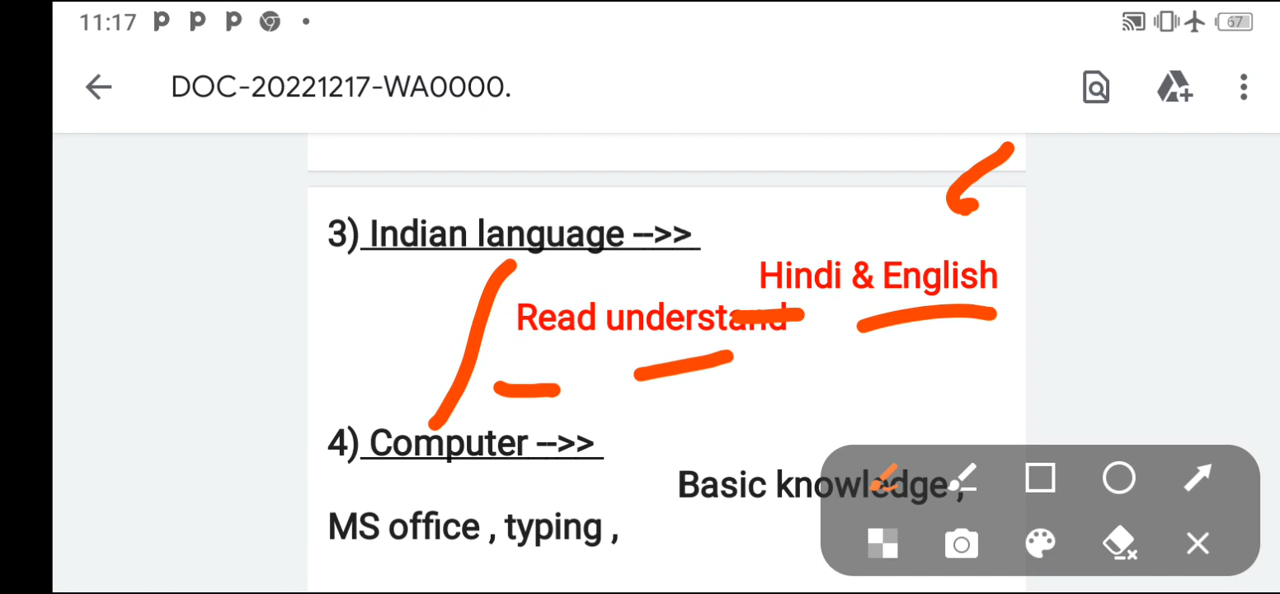 11:17 67
DOC-20221217-WA0000.
3) Indian language -->>
Hindi & English
Read understand
4) Computer -->>
Basic knowledge ,
MS office , typing ,